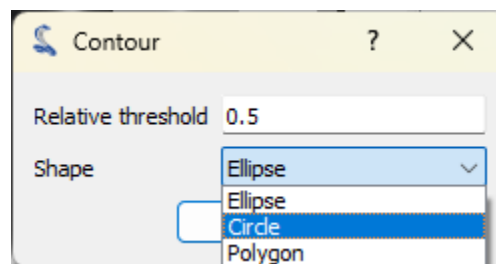 Contour ?
Relative threshold 0.5
Shape Ellipse
Ellipse
Circle
Polygon